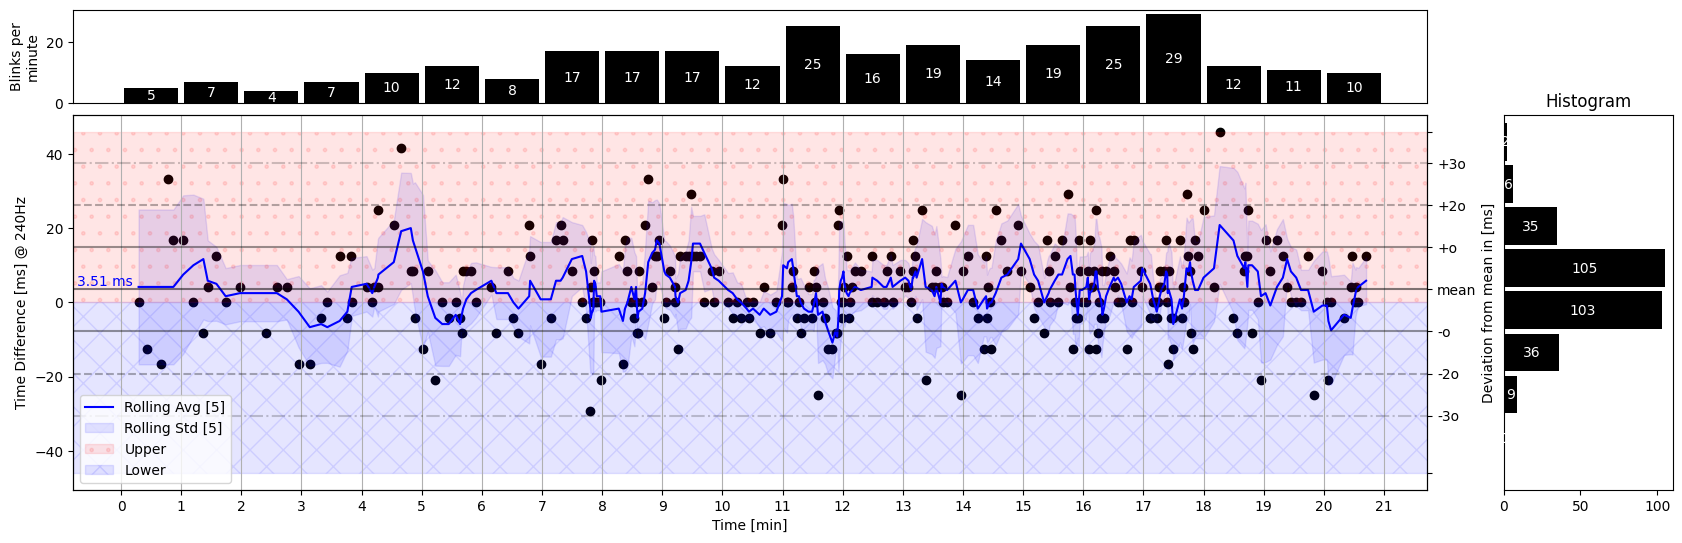 Blinks per
minute
20
0
5 7 4 7 10 12 8 17 17 17 12 25 16 19 14 19 25 29 12 11 10
Time Difference [ms] @ 240Hz
40
20
0
−20
−40
3.51 ms
+3σ
+2σ
+σ
mean
-σ
-2σ
-3σ
Rolling Avg [5]
Rolling Std [5]
Upper
Lower
0 1 2 3 4 5 6 7 8 9 10 11 12 13 14 15 16 17 18 19 20 21
Time [min]
Histogram
Deviation from mean in [ms]
2
6
35
105
103
36
9
0 50 100